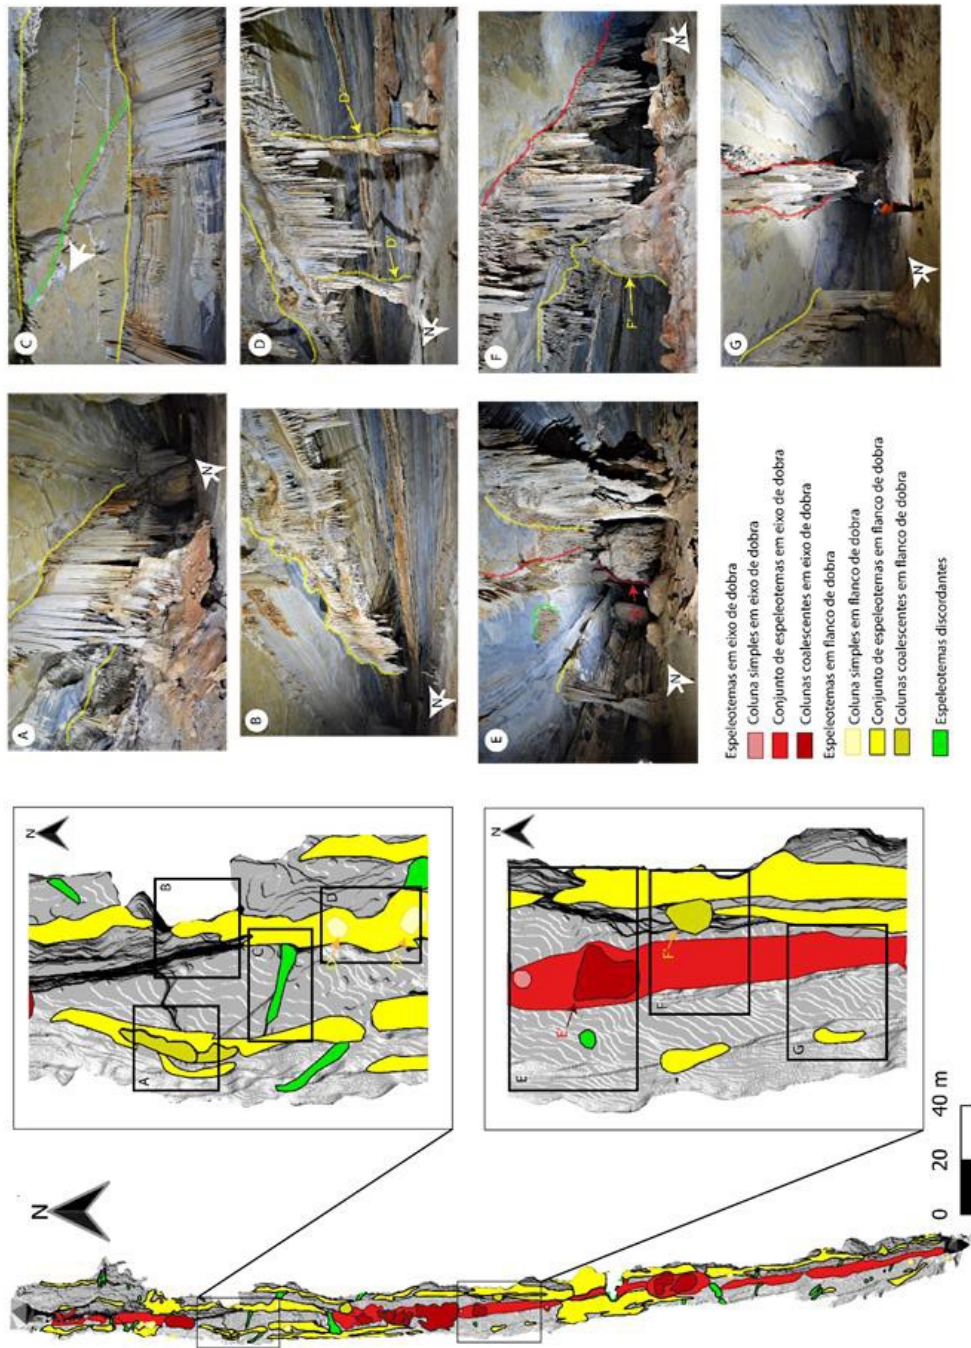 N
A
B
C
D
D'
D''
N
E
E'
F
F'
G
N
0 20 40 m
A
N
B
N
C
D
D'
D''
N
E
E'
E''
N
F
F'
N
G
N
Espeleotemas em eixo de dobra
Coluna simples em eixo de dobra
Conjunto de espeleotemas em eixo de dobra
Colunas coalescentes em eixo de dobra
Espeleotemas em flanco de dobra
Coluna simples em flanco de dobra
Conjunto de espeleotemas em flanco de dobra
Colunas coalescentes em flanco de dobra
Espeleotemas discordantes